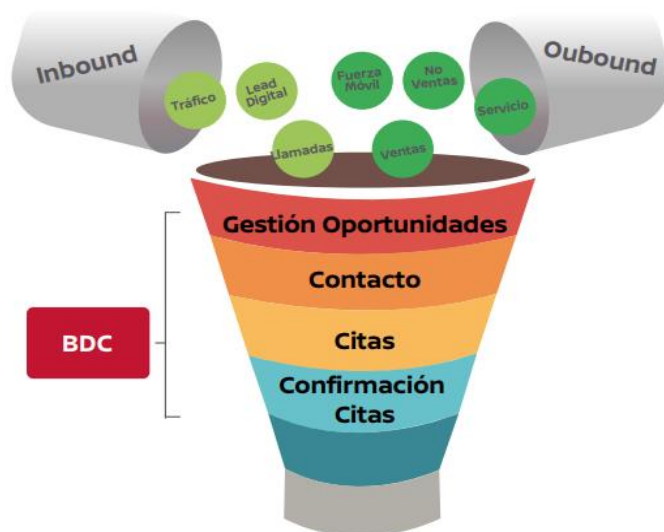 Inbound
Oubound
Tráfico
Lead
Digital
Llamadas
Fuerza
Móvil
No
Ventas
Ventas
Servicio
Gestión Oportunidades
Contacto
Citas
Confirmación
Citas
BDC